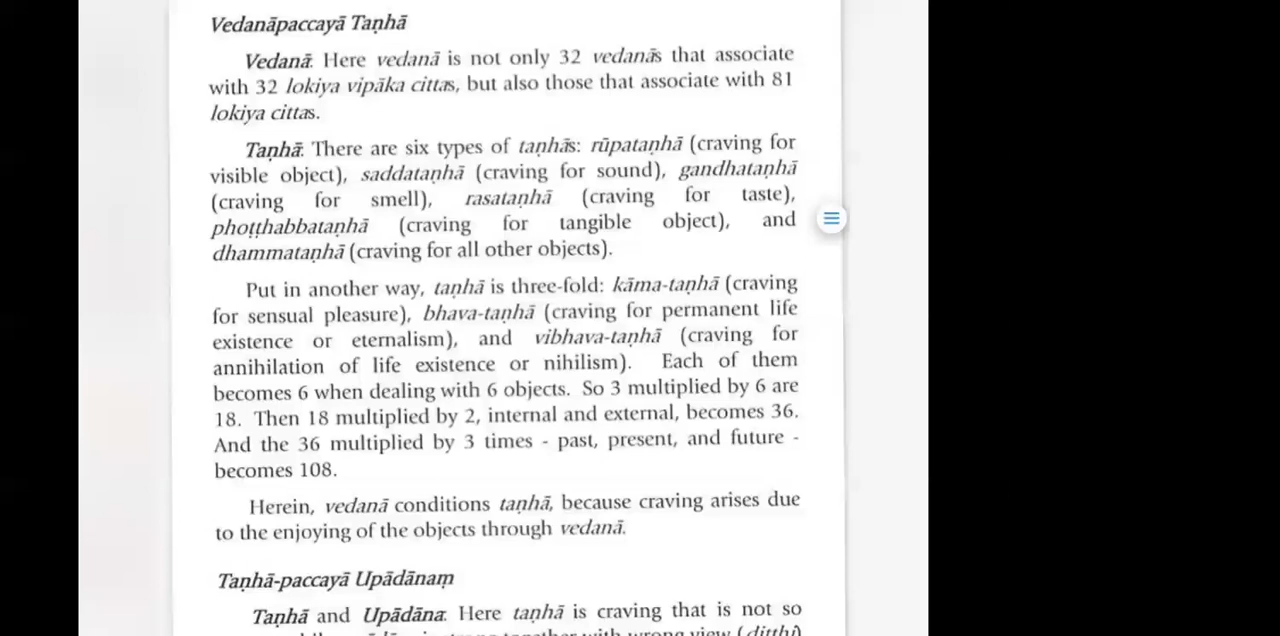 Vedanāpaccayā Taṇhā
Vedanā. Here vedanā is not only 32 vedanās that associate
with 32 lokiya vipāka cittas, but also those that associate with 81
lokiya cittas.
Taṇhā. There are six types of taṇhās: rūpataṇhā (craving for
visible object), saddataṇhā (craving for sound), gandhataṇhā
(craving for smell), rasataṇhā (craving for taste),
phoṭṭhabbataṇhā (craving for tangible object), and
dhammataṇhā (craving for all other objects).
Put in another way, taṇhā is three-fold: kāma-taṇhā (craving
for sensual pleasure), bhava-taṇhā (craving for permanent life
existence or eternalism), and vibhava-taṇhā (craving for
annihilation of life existence or nihilism). Each of them
becomes 6 when dealing with 6 objects. So 3 multiplied by 6 are
18. Then 18 multiplied by 2, internal and external, becomes 36.
And the 36 multiplied by 3 times - past, present, and future -
becomes 108.
Herein, vedanā conditions taṇhā, because craving arises due
to the enjoying of the objects through vedanā.
Taṇhā-paccayā Upādānaṃ
Taṇhā and Upādāna. Here taṇhā is craving that is not so
together with wrong view (diṭṭhi)